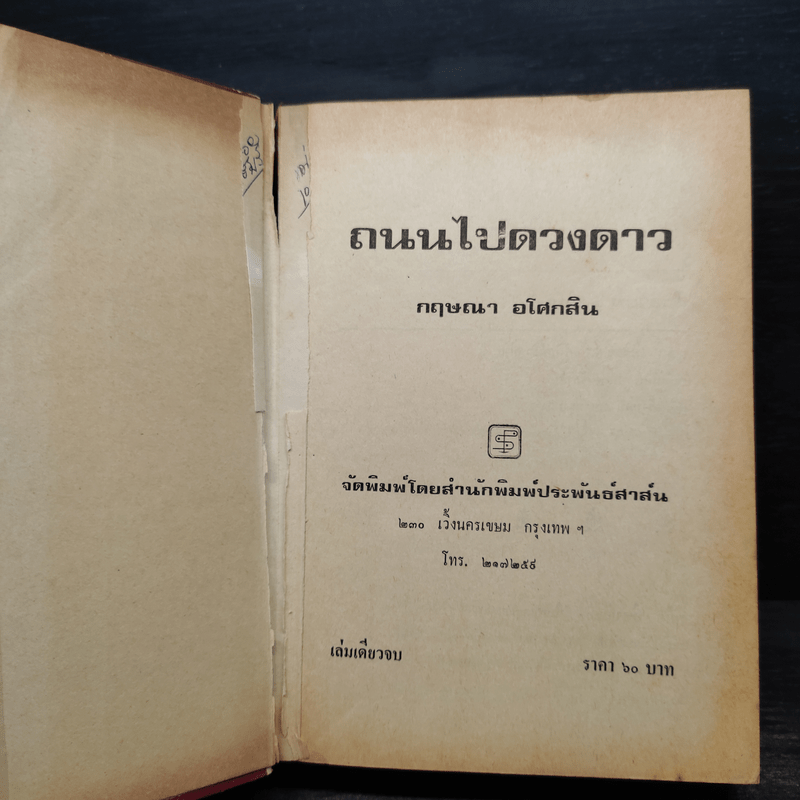 ถนนไปดวงดาว
กฤษณา อโศกสิน
จัดพิมพ์โดยสำนักพิมพ์ประพันธ์สาส์น
๒๓๐ เวิ้งนครเขษม กรุงเทพ ฯ
โทร. ๒๑๗๒๕๙
เล่มเดียวจบ
ราคา ๖๐ บาท